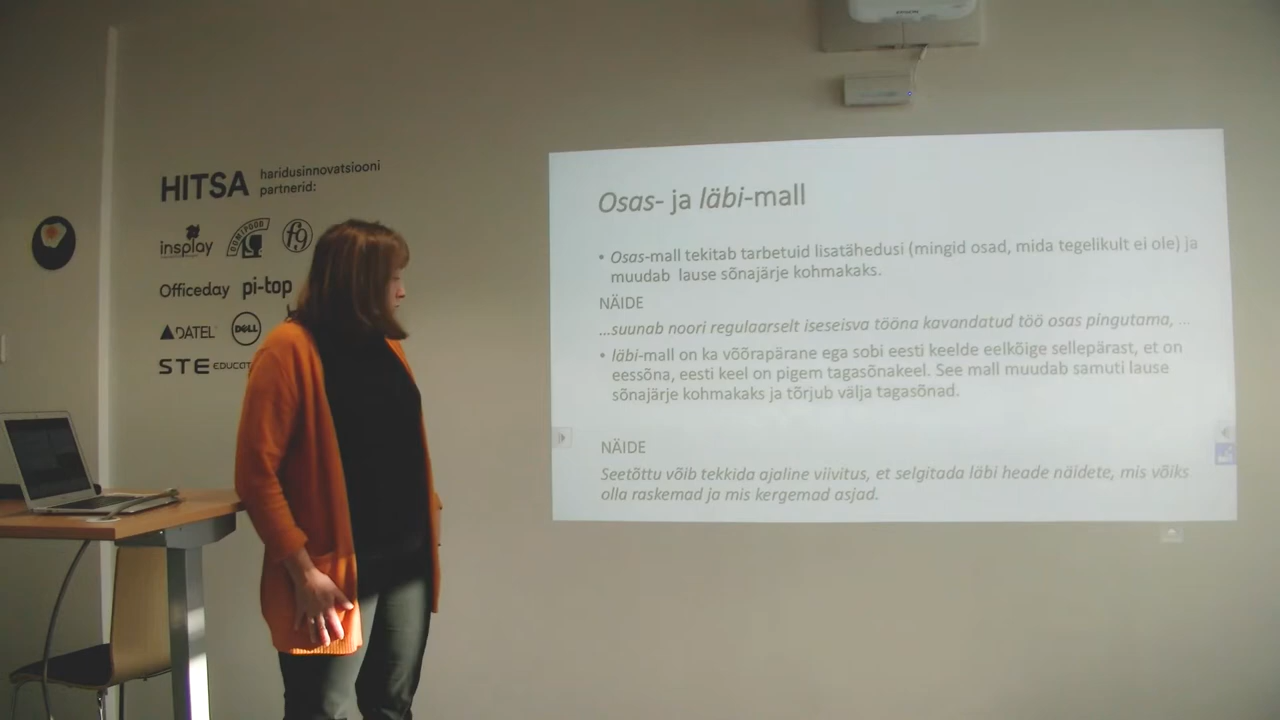 EPSON
HITSA
haridusinnovatsiooni
partnerid:
insplay
f9
Officeday
pi-top
DATEL
DELL
STE EDUCAT
Osas- ja läbi-mall
• Osas-mall tekitab tarbetuid lisatähedusi (mingid osad, mida tegelikult ei ole) ja
muudab lause sõnajärje kohmakaks.
NÄIDE
...suunab noori regulaarselt iseseisva tööna kavandatud töö osas pingutama, ...
• läbi-mall on ka võõrapärane ega sobi eesti keelde eelkõige sellepärast, et on
eessõna, eesti keel on pigem tagasõnakeel. See mall muudab samuti lause
sõnajärje kohmakaks ja tõrjub välja tagasõnad.
NÄIDE
Seetõttu võib tekkida ajaline viivitus, et selgitada läbi heade näidete, mis võiks
olla raskemad ja mis kergemad asjad.